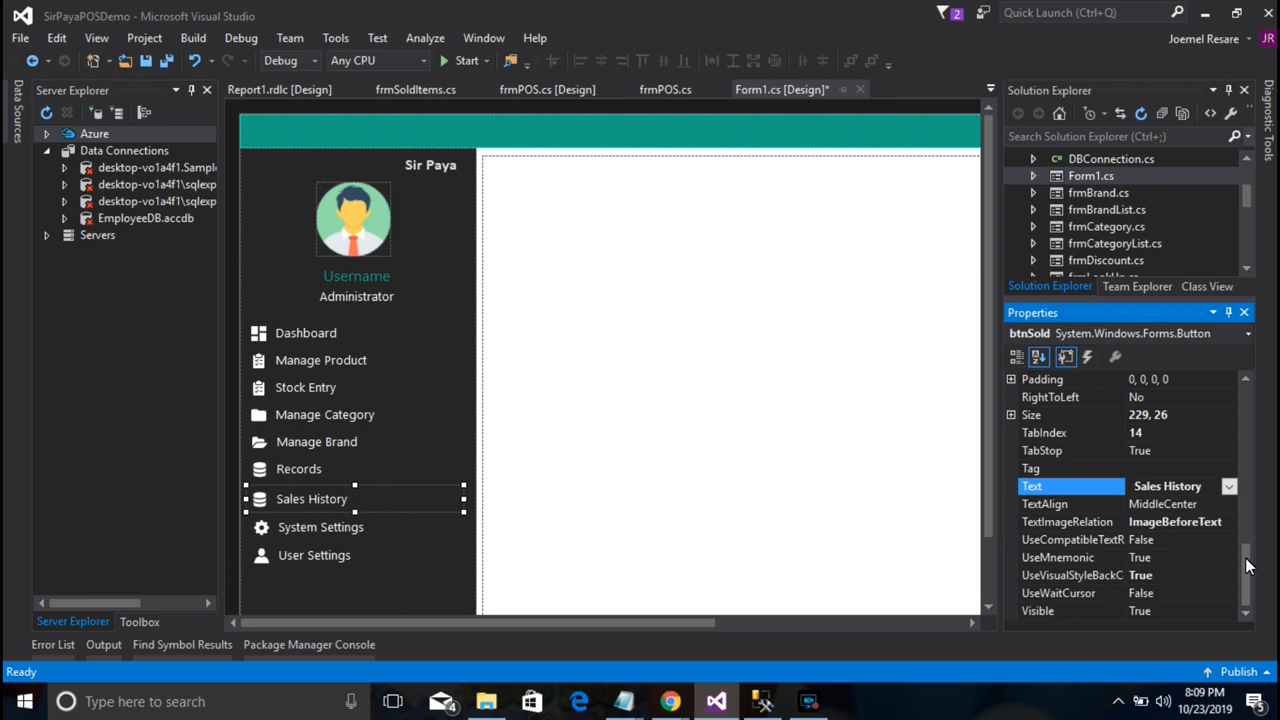 SirPayaPOSDemo - Microsoft Visual Studio
2
Quick Launch (Ctrl+Q)
File Edit View Project Build Debug Team Tools Test Analyze Window Help
Joemel Resare JR
Debug Any CPU Start
Data Sources
Server Explorer
Azure
Data Connections
desktop-vo1a4f1.Sampl
desktop-vo1a4f1\sqlexp
desktop-vo1a4f1\sqlexp
EmployeeDB.accdb
Servers
Server Explorer Toolbox
Report1.rdlc [Design] frmSoldItems.cs frmPOS.cs [Design] frmPOS.cs Form1.cs [Design]*
Sir Paya
Username
Administrator
Dashboard
Manage Product
Stock Entry
Manage Category
Manage Brand
Records
Sales History
System Settings
User Settings
Solution Explorer
Search Solution Explorer (Ctrl+;)
DBConnection.cs
Form1.cs
frmBrand.cs
frmBrandList.cs
frmCategory.cs
frmCategoryList.cs
frmDiscount.cs
Solution Explorer Team Explorer Class View
Properties
btnSold System.Windows.Forms.Button
Padding 0, 0, 0, 0
RightToLeft No
Size 229, 26
TabIndex 14
TabStop True
Tag
Text Sales History
TextAlign MiddleCenter
TextImageRelation ImageBeforeText
UseCompatibleTextR False
UseMnemonic True
UseVisualStyleBackC True
UseWaitCursor False
Visible True
Diagnostic Tools
Error List Output Find Symbol Results Package Manager Console
Ready
Publish
Type here to search
4
8:09 PM
10/23/2019
5